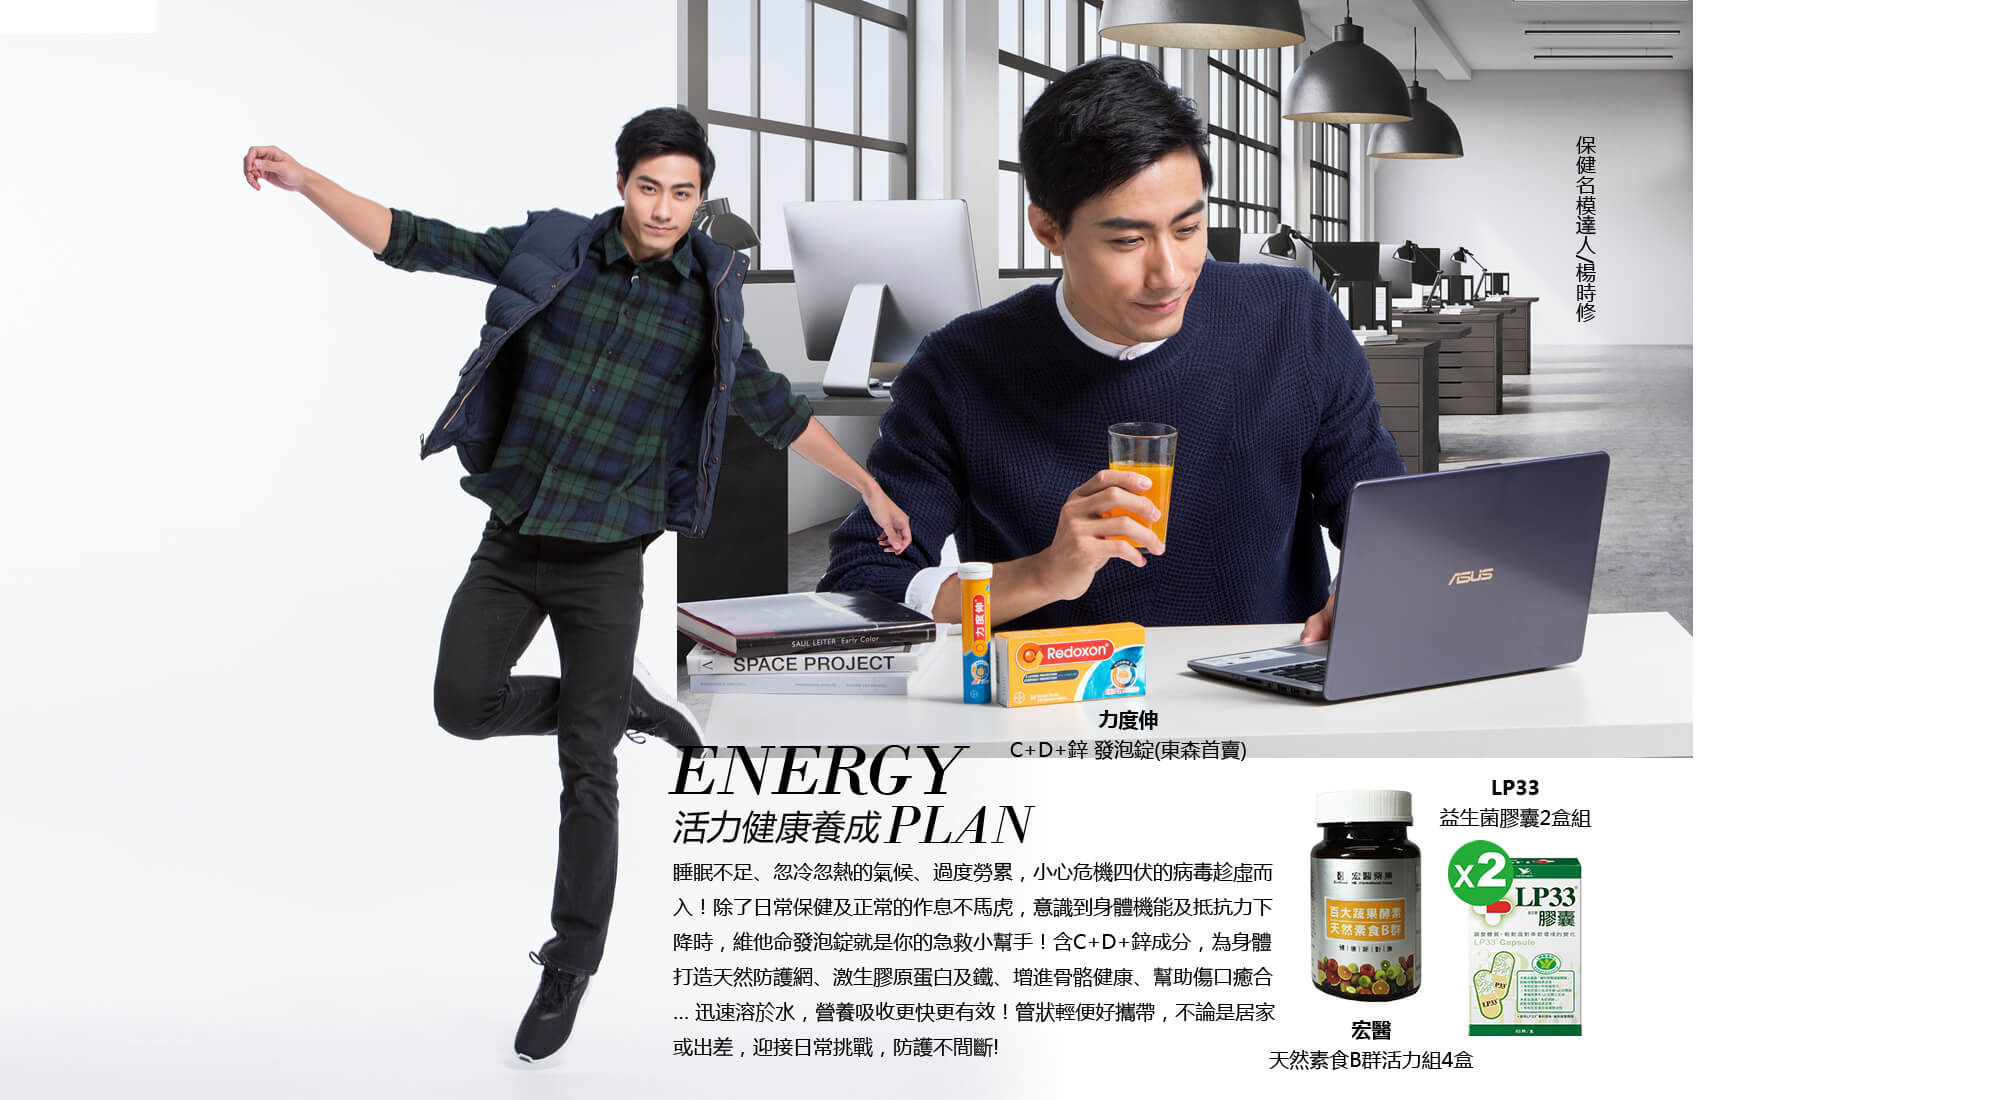 保健名模達人/楊時修
ASUS
SAUL LEITER Early Color
SPACE PROJECT
力度伸
Redoxon
力度伸
C+D+鋅 發泡錠(東森首賣)
ENERGY
活力健康養成 PLAN
睡眠不足、忽冷忽熱的氣候、過度勞累，小心危機四伏的病毒趁虛而
入！除了日常保健及正常的作息不馬虎，意識到身體機能及抵抗力下
降時，維他命發泡錠就是你的急救小幫手！含C+D+鋅成分，為身體
打造天然防護網、激生膠原蛋白及鐵、增進骨骼健康、幫助傷口癒合
... 迅速溶於水，營養吸收更快更有效！管狀輕便好攜帶，不論是居家
或出差，迎接日常挑戰，防護不間斷!
LP33
益生菌膠囊2盒組
x2
LP33
膠囊
LP33 Capsule
宏醫藥業
百大蔬果酵素
天然素食B群
宏醫
天然素食B群活力組4盒